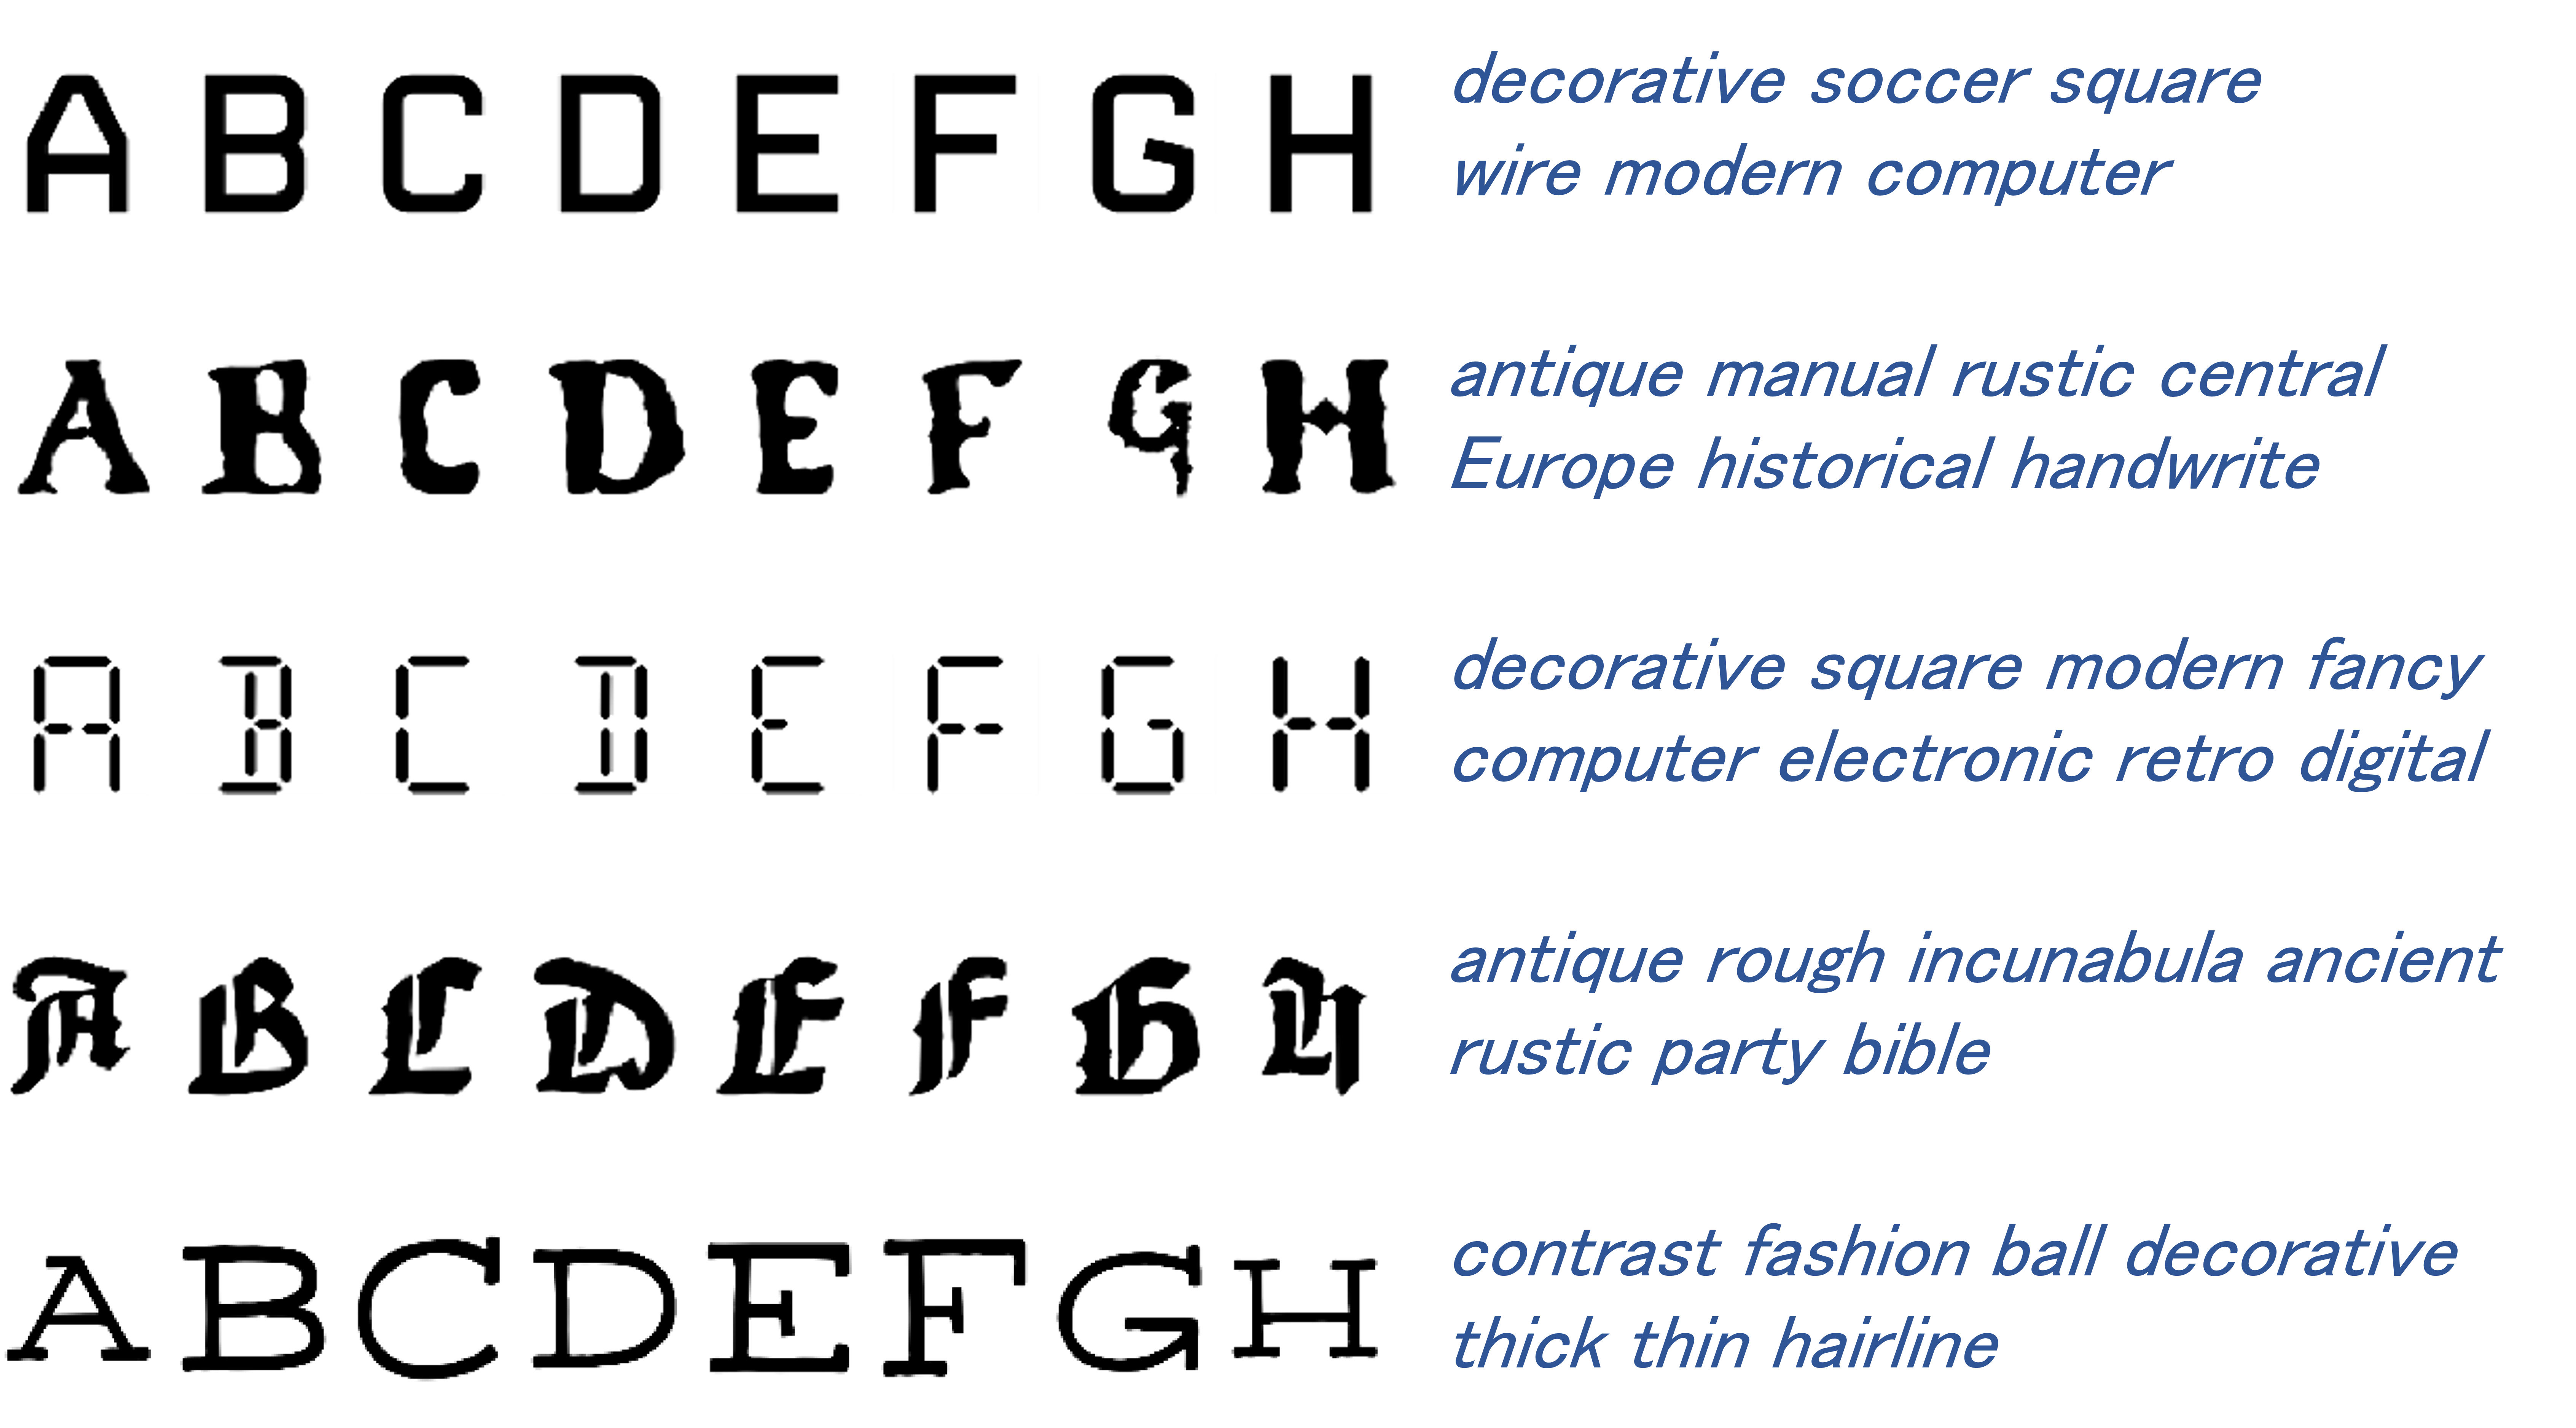 A B C D E F G H decorative soccer square
wire modern computer
A B C D E F G H antique manual rustic central
Europe historical handwrite
A B C D E F G H decorative square modern fancy
computer electronic retro digital
A B C D E F G H antique rough incunabula ancient
rustic party bible
A B C D E F G H contrast fashion ball decorative
thick thin hairline